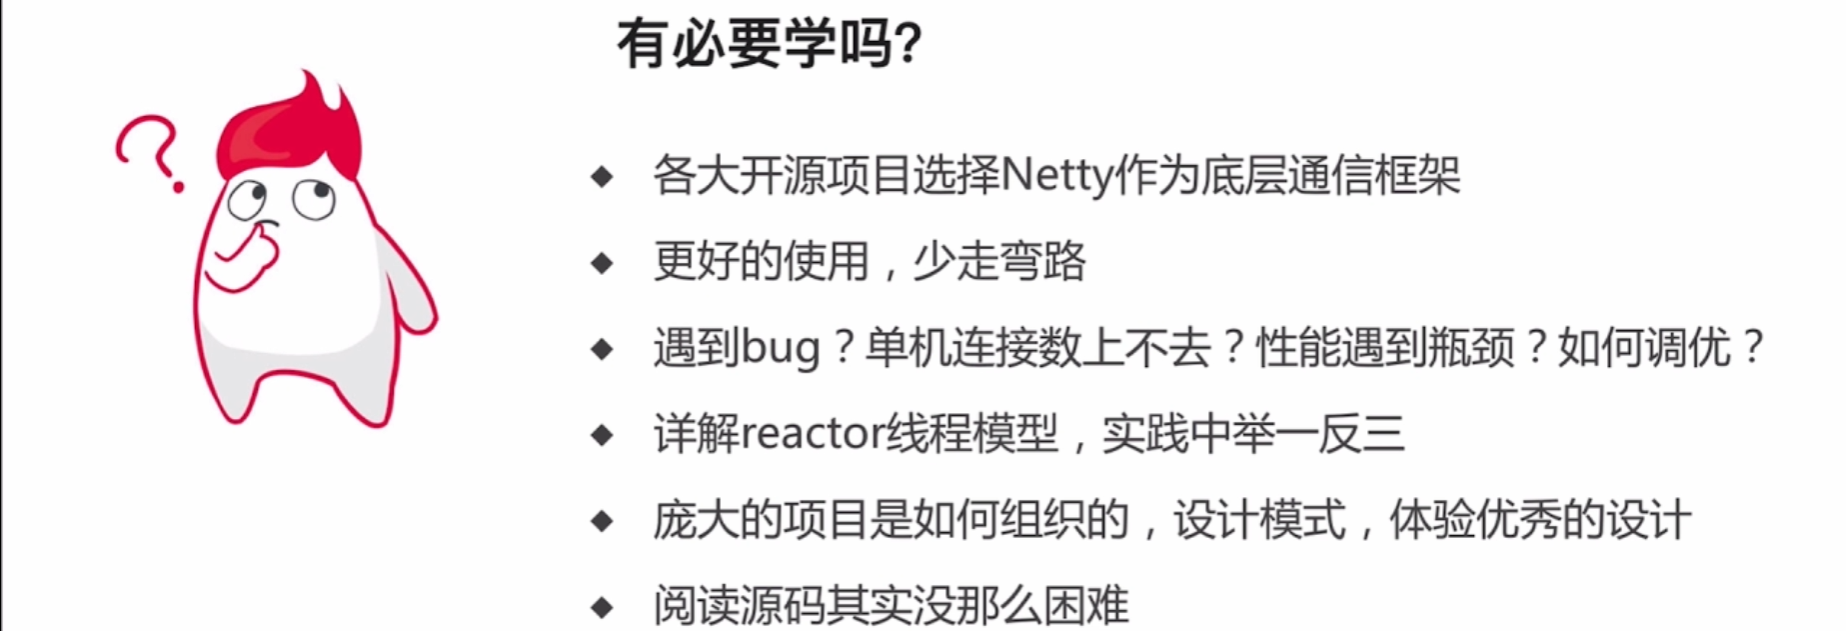 有必要学吗?
◆ 各大开源项目选择Netty作为底层通信框架
◆ 更好的使用，少走弯路
◆ 遇到bug？单机连接数上不去？性能遇到瓶颈？如何调优？
◆ 详解reactor线程模型，实践中举一反三
◆ 庞大的项目是如何组织的，设计模式，体验优秀的设计
◆ 阅读源码其实没那么困难